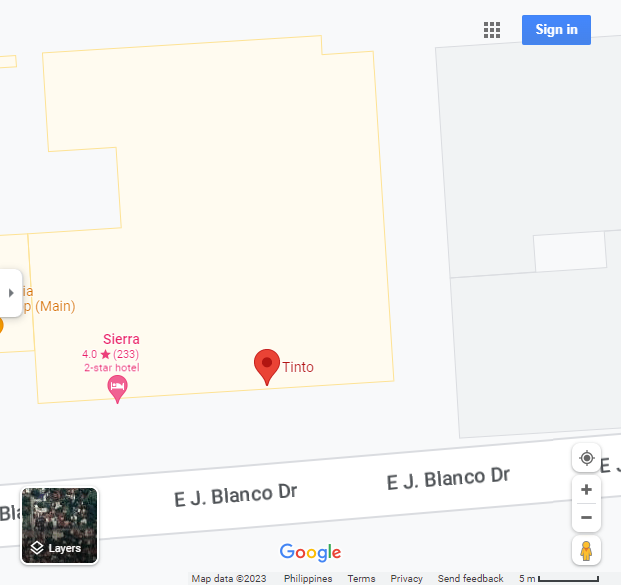 Sign in
ia
p (Main)
Sierra
4.0 ★ (233)
2-star hotel
Tinto
E J. Blanco Dr
E J. Blanco Dr
E J
Bla
Layers
Google
Map data ©2023 Philippines Terms Privacy Send feedback 5 m